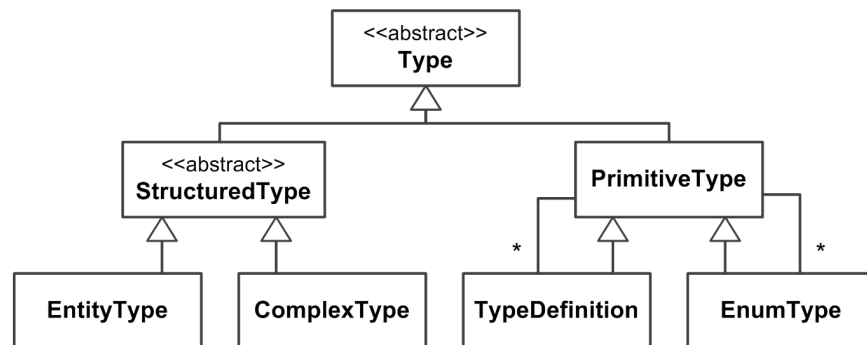 <<abstract>>
Type
<<abstract>>
StructuredType
PrimitiveType
*
*
EntityType
ComplexType
TypeDefinition
EnumType